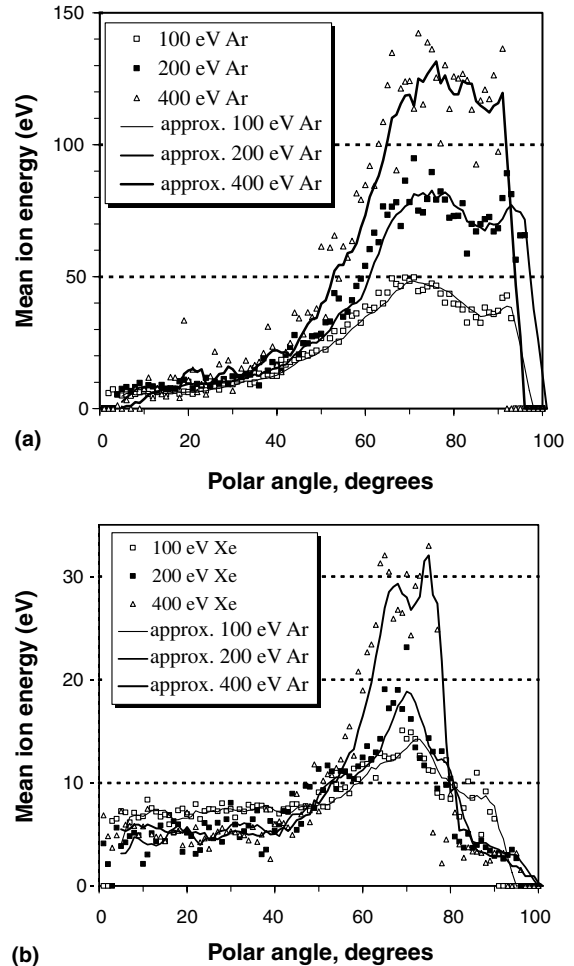 150
100
50
0
Mean ion energy (eV)
100 eV Ar
200 eV Ar
400 eV Ar
approx. 100 eV Ar
approx. 200 eV Ar
approx. 400 eV Ar
0 20 40 60 80 100
(a)
Polar angle, degrees
30
20
10
0
Mean ion energy (eV)
100 eV Xe
200 eV Xe
400 eV Xe
approx. 100 eV Ar
approx. 200 eV Ar
approx. 400 eV Ar
0 20 40 60 80 100
(b)
Polar angle, degrees